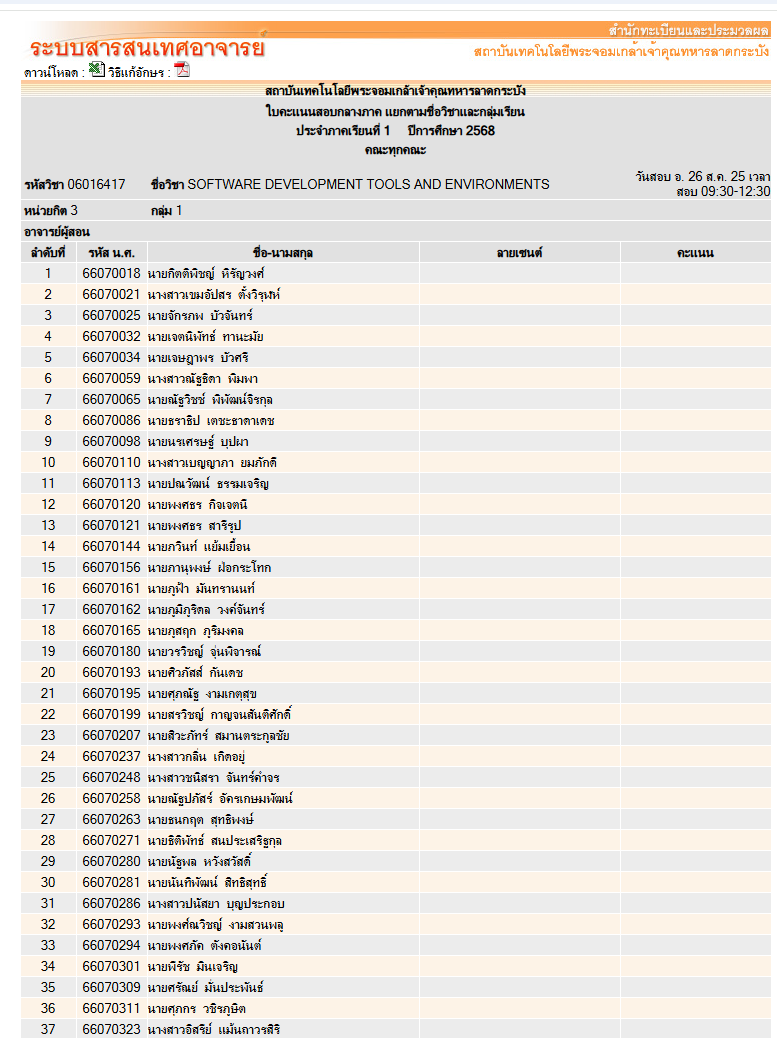 สำนักทะเบียนและประมวลผล
ระบบสารสนเทศอาจารย์
สถาบันเทคโนโลยีพระจอมเกล้าเจ้าคุณทหารลาดกระบัง
ดาวน์โหลด : วิธีแก้อักษร :
สถาบันเทคโนโลยีพระจอมเกล้าเจ้าคุณทหารลาดกระบัง
ใบคะแนนสอบกลางภาค แยกตามชื่อวิชาและกลุ่มเรียน
ประจำภาคเรียนที่ 1 ปีการศึกษา 2568
คณะทุกคณะ
รหัสวิชา 06016417 ชื่อวิชา SOFTWARE DEVELOPMENT TOOLS AND ENVIRONMENTS วันสอบ อ. 26 ส.ค. 25 เวลา
สอบ 09:30-12:30
หน่วยกิต 3 กลุ่ม 1
อาจารย์ผู้สอน
ลำดับที่ รหัส น.ศ. ชื่อ-นามสกุล ลายเซนต์ คะแนน
1 66070018 นายกิตติพิชญ์ หิรัญวงศ์
2 66070021 นางสาวเขมอัปสร ตั้งวิรุฬห์
3 66070025 นายจักรภพ บัวจันทร์
4 66070032 นายเจตนิพัทธ์ ทานะมัย
5 66070034 นายเจษฎาพร บัวศรี
6 66070059 นางสาวณัฐธิดา พิมพา
7 66070065 นายณัฐวิชช์ พิพัฒน์จิรกุล
8 66070086 นายธราธิป เตชะธาดาเดช
9 66070098 นายนรเศรษฐ์ บุปผา
10 66070110 นางสาวเบญญาภา ยมภักดี
11 66070113 นายปณวัฒน์ ธรรมเจริญ
12 66070120 นายพงศธร กิจเจตนี
13 66070121 นายพงศธร สารีรูป
14 66070144 นายภวินท์ แย้มเยื้อน
15 66070156 นายภานุพงษ์ ฝอกระโทก
16 66070161 นายภูฟ้า มันทรานนท์
17 66070162 นายภูมิภูริดล วงค์จันทร์
18 66070165 นายภูสฤก ภูริมงคล
19 66070180 นายวรวิชญ์ จุ่นพิจารณ์
20 66070193 นายศิวภัสส์ กันเดช
21 66070195 นายศุภณัฐ งามเกตุสุข
22 66070199 นายสรวิชญ์ กาญจนสันติศักดิ์
23 66070207 นายสิวะภัทร์ สมานตระกูลชัย
24 66070237 นางสาวกลิ่น เกิดอยู่
25 66070248 นางสาวชนิสรา จันทร์ดำจร
26 66070258 นายณัฐปภัสร์ อัครเกษมพัฒน์
27 66070263 นายธนกฤต สุทธิพงษ์
28 66070271 นายธิติพัทธ์ สนประเสริฐกุล
29 66070280 นายนัฐพล หวังสวัสดิ์
30 66070281 นายนันทิพัฒน์ สิทธิสุทธิ์
31 66070286 นางสาวปนัสยา บุญประกอบ
32 66070293 นายพงศ์ณวิชญ์ งามสวนพลู
33 66070294 นายพงศภัค ตังคอนันต์
34 66070301 นายพีรัช มินเจริญ
35 66070309 นายศรัณย์ มั่นประพันธ์
36 66070311 นายศุภกร วชิรภูษิต
37 66070323 นางสาวอิสรีย์ แม้นถาวรสิริ